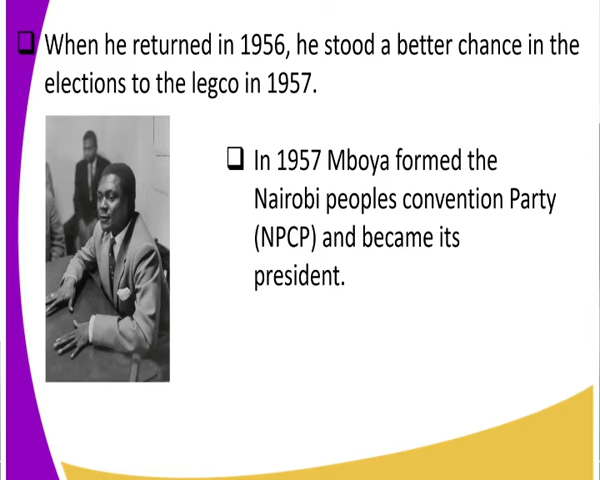 When he returned in 1956, he stood a better chance in the
elections to the legco in 1957.
In 1957 Mboya formed the
Nairobi peoples convention Party
(NPCP) and became its
president.